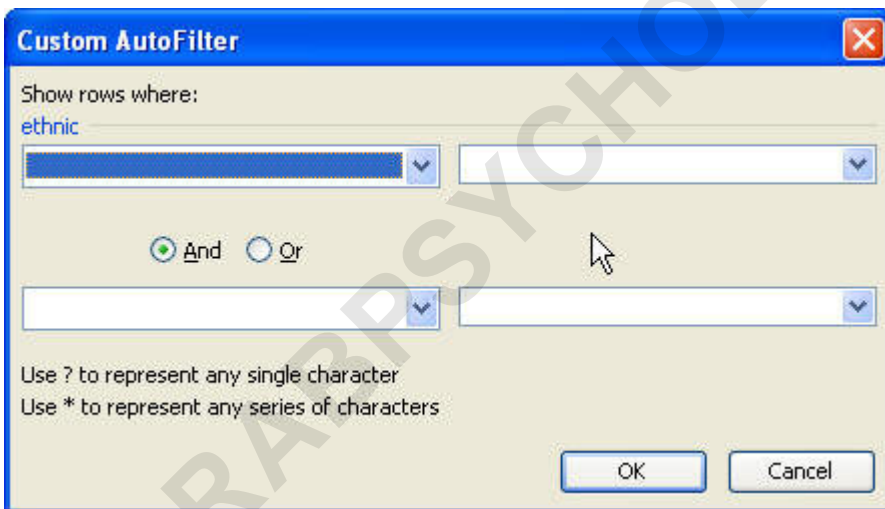 Custom AutoFilter
Show rows where:
ethnic
And Or
Use ? to represent any single character
Use * to represent any series of characters
OK Cancel
RABPSYCHO